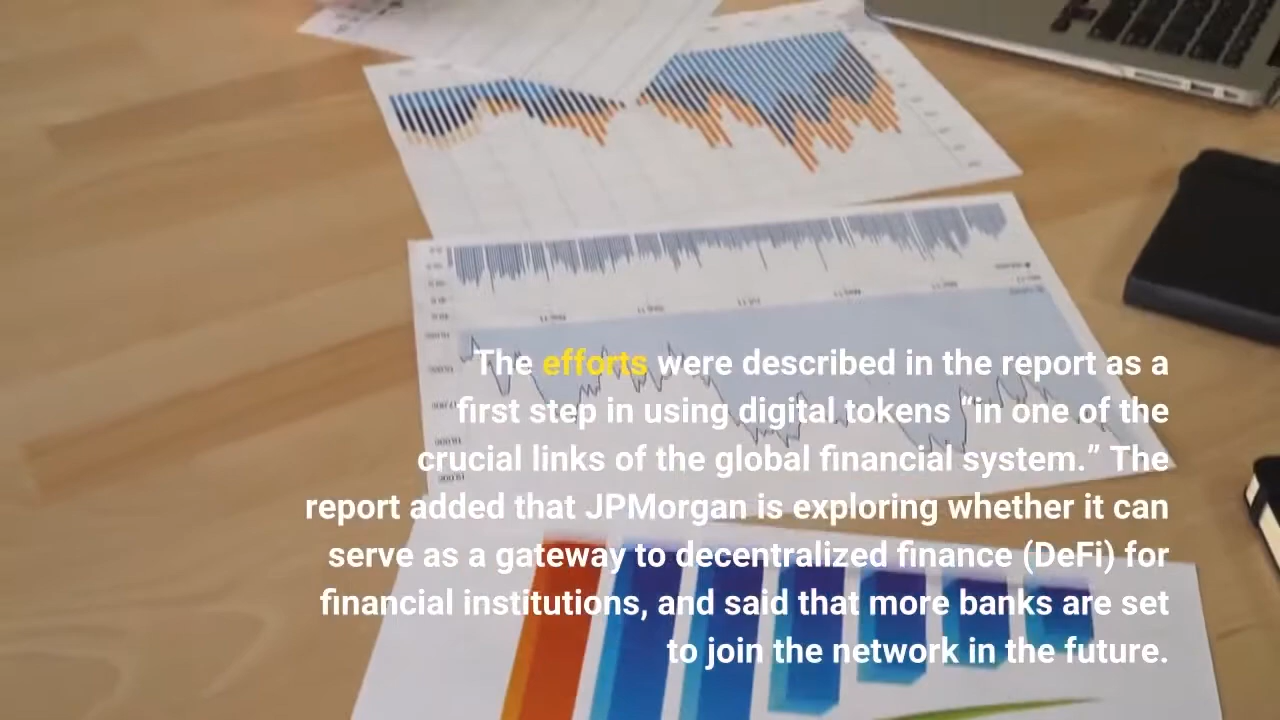 The efforts were described in the report as a
first step in using digital tokens “in one of the
crucial links of the global financial system.” The
report added that JPMorgan is exploring whether it can
serve as a gateway to decentralized finance (DeFi) for
financial institutions, and said that more banks are set
to join the network in the future.